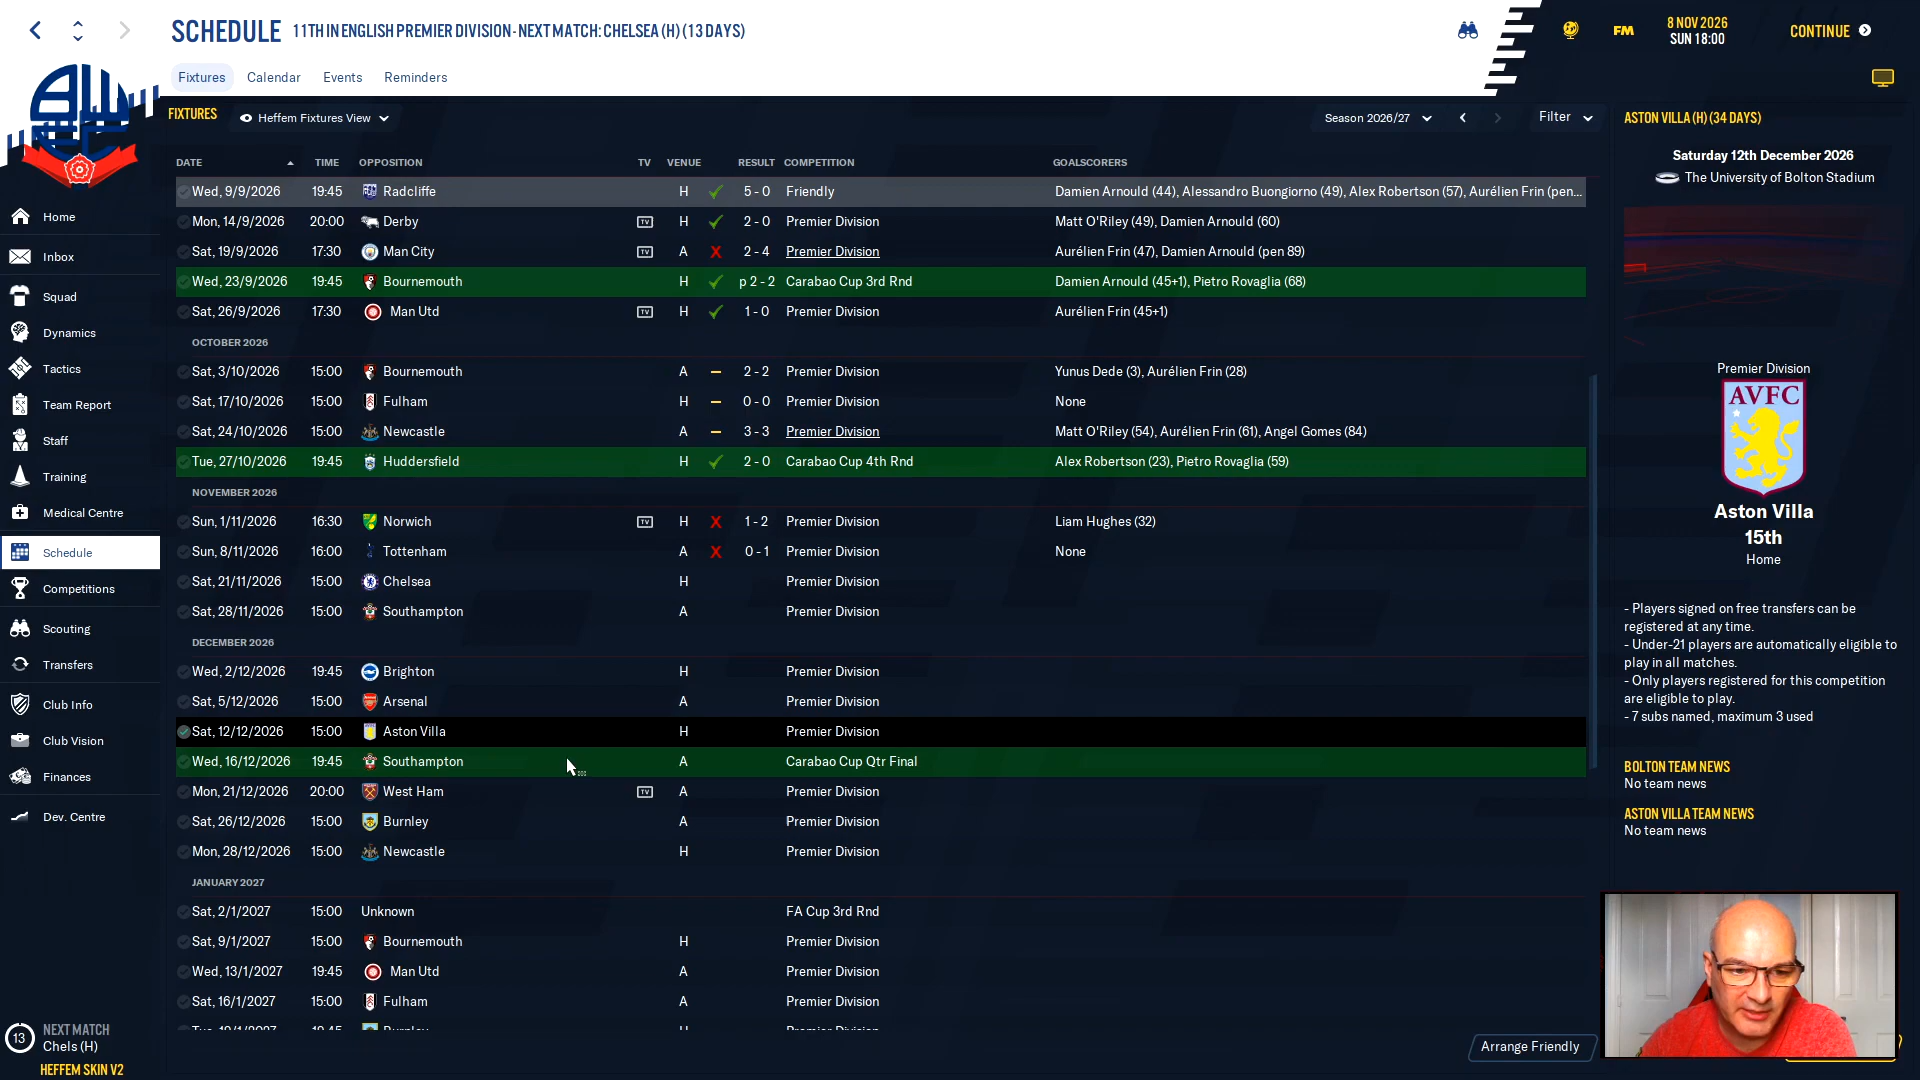 SCHEDULE 11TH IN ENGLISH PREMIER DIVISION - NEXT MATCH: CHELSEA (H) (13 DAYS)
FM
8 NOV 2026
SUN 18:00
CONTINUE
Fixtures Calendar Events Reminders
FIXTURES Heffem Fixtures View Season 2026/27 Filter
DATE TIME OPPOSITION TV VENUE RESULT COMPETITION GOALSCORERS
Wed, 9/9/2026 19:45 Radcliffe H 5 - 0 Friendly Damien Arnould (44), Alessandro Buongiorno (49), Alex Robertson (57), Aurélien Frin (pen...
Mon, 14/9/2026 20:00 Derby TV H 2 - 0 Premier Division Matt O'Riley (49), Damien Arnould (60)
Sat, 19/9/2026 17:30 Man City TV A X 2 - 4 Premier Division Aurélien Frin (47), Damien Arnould (pen 89)
Wed, 23/9/2026 19:45 Bournemouth H p 2 - 2 Carabao Cup 3rd Rnd Damien Arnould (45+1), Pietro Rovaglia (68)
Sat, 26/9/2026 17:30 Man Utd TV H 1 - 0 Premier Division Aurélien Frin (45+1)
OCTOBER 2026
Sat, 3/10/2026 15:00 Bournemouth A – 2 - 2 Premier Division Yunus Dede (3), Aurélien Frin (28)
Sat, 17/10/2026 15:00 Fulham H – 0 - 0 Premier Division None
Sat, 24/10/2026 15:00 Newcastle A – 3 - 3 Premier Division Matt O'Riley (54), Aurélien Frin (61), Angel Gomes (84)
Tue, 27/10/2026 19:45 Huddersfield H 2 - 0 Carabao Cup 4th Rnd Alex Robertson (23), Pietro Rovaglia (59)
NOVEMBER 2026
Sun, 1/11/2026 16:30 Norwich TV H X 1 - 2 Premier Division Liam Hughes (32)
Sun, 8/11/2026 16:00 Tottenham A X 0 - 1 Premier Division None
Sat, 21/11/2026 15:00 Chelsea H Premier Division
Sat, 28/11/2026 15:00 Southampton A Premier Division
DECEMBER 2026
Wed, 2/12/2026 19:45 Brighton H Premier Division
Sat, 5/12/2026 15:00 Arsenal A Premier Division
Sat, 12/12/2026 15:00 Aston Villa H Premier Division
Wed, 16/12/2026 19:45 Southampton A Carabao Cup Qtr Final
Mon, 21/12/2026 20:00 West Ham TV A Premier Division
Sat, 26/12/2026 15:00 Burnley A Premier Division
Mon, 28/12/2026 15:00 Newcastle H Premier Division
JANUARY 2027
Sat, 2/1/2027 15:00 Unknown FA Cup 3rd Rnd
Sat, 9/1/2027 15:00 Bournemouth H Premier Division
Wed, 13/1/2027 19:45 Man Utd A Premier Division
Sat, 16/1/2027 15:00 Fulham A Premier Division
Arrange Friendly
Home
Inbox
Squad
Dynamics
Tactics
Team Report
Staff
Training
Medical Centre
Schedule
Competitions
Scouting
Transfers
Club Info
Club Vision
Finances
Dev. Centre
13 NEXT MATCH
Chels (H)
HEFFEM SKIN V2
ASTON VILLA (H) (34 DAYS)
Saturday 12th December 2026
The University of Bolton Stadium
Premier Division
AVFC
Aston Villa
15th
Home
- Players signed on free transfers can be
registered at any time.
- Under-21 players are automatically eligible to
play in all matches.
- Only players registered for this competition
are eligible to play.
- 7 subs named, maximum 3 used
BOLTON TEAM NEWS
No team news
ASTON VILLA TEAM NEWS
No team news